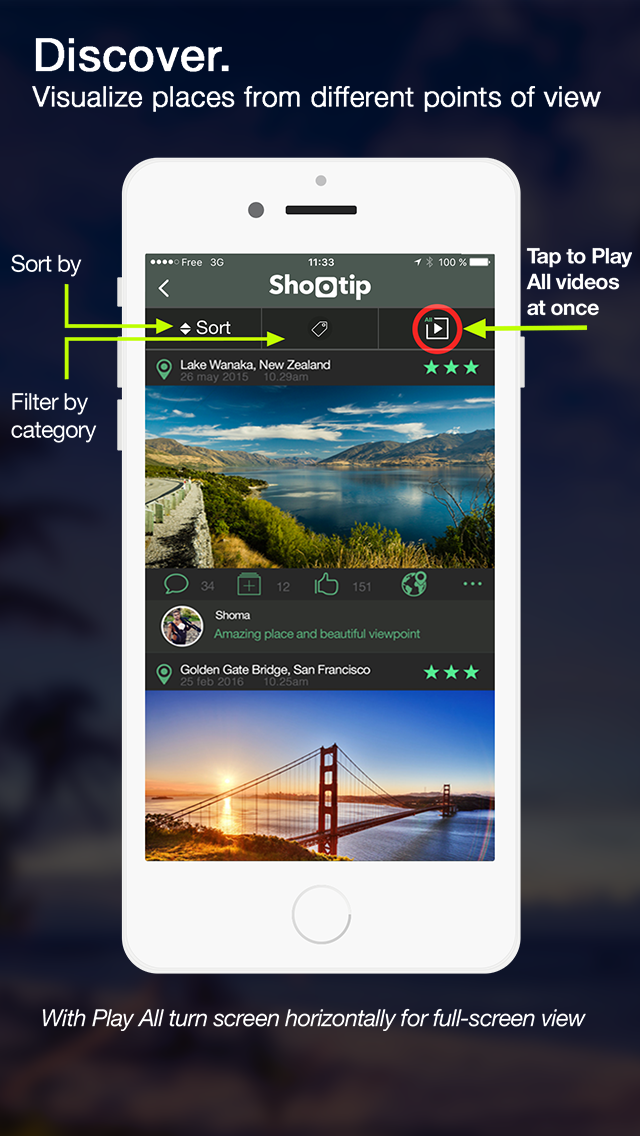 Discover.
Visualize places from different points of view
Sort by
Filter by
category
Tap to Play
All videos
at once
Free 3G 11:33 100 %
Shootip
Sort
All
Lake Wanaka, New Zealand
26 may 2015 10.29am
34 12 151
Shoma
Amazing place and beautiful viewpoint
Golden Gate Bridge, San Francisco
25 feb 2016 10.25am
With Play All turn screen horizontally for full-screen view